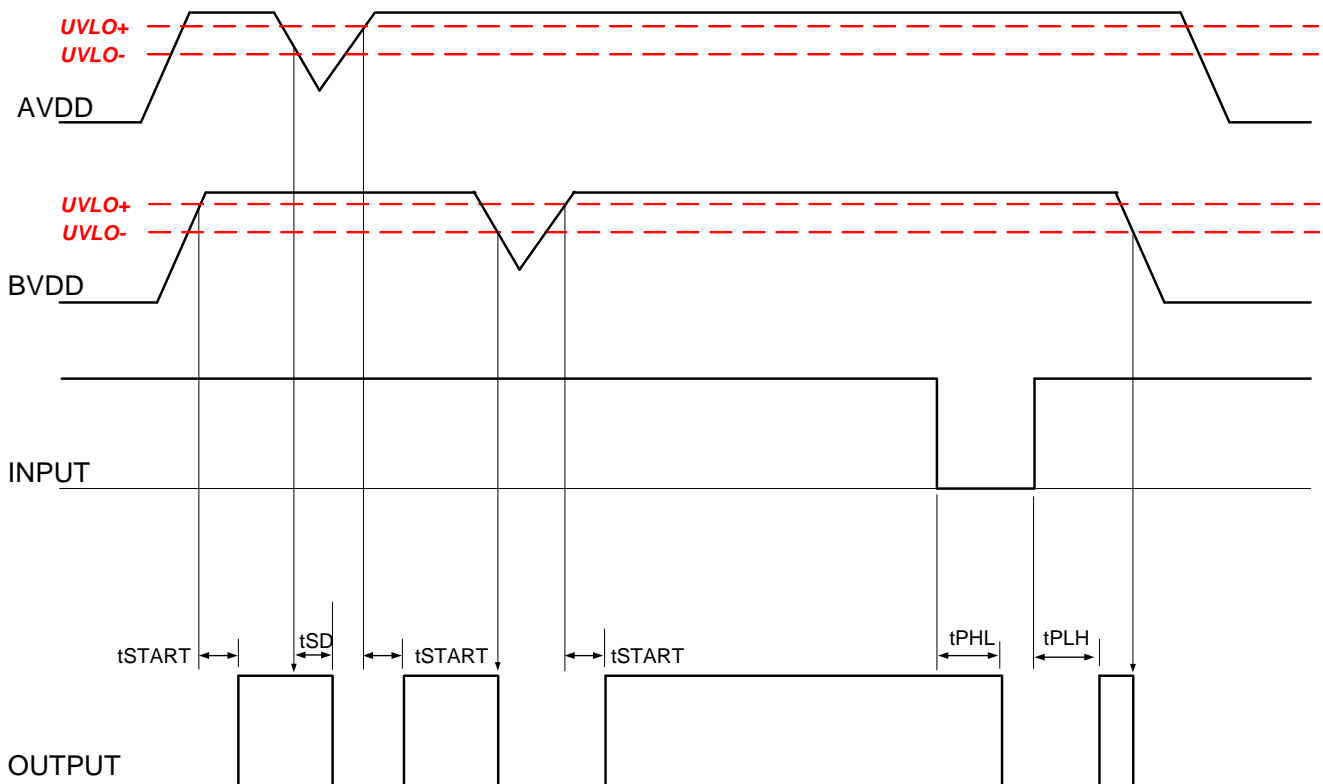 UVLO+
UVLO-
AVDD
UVLO+
UVLO-
BVDD
INPUT
tSTART
tSD
tSTART
tSTART
tPHL
tPLH
OUTPUT